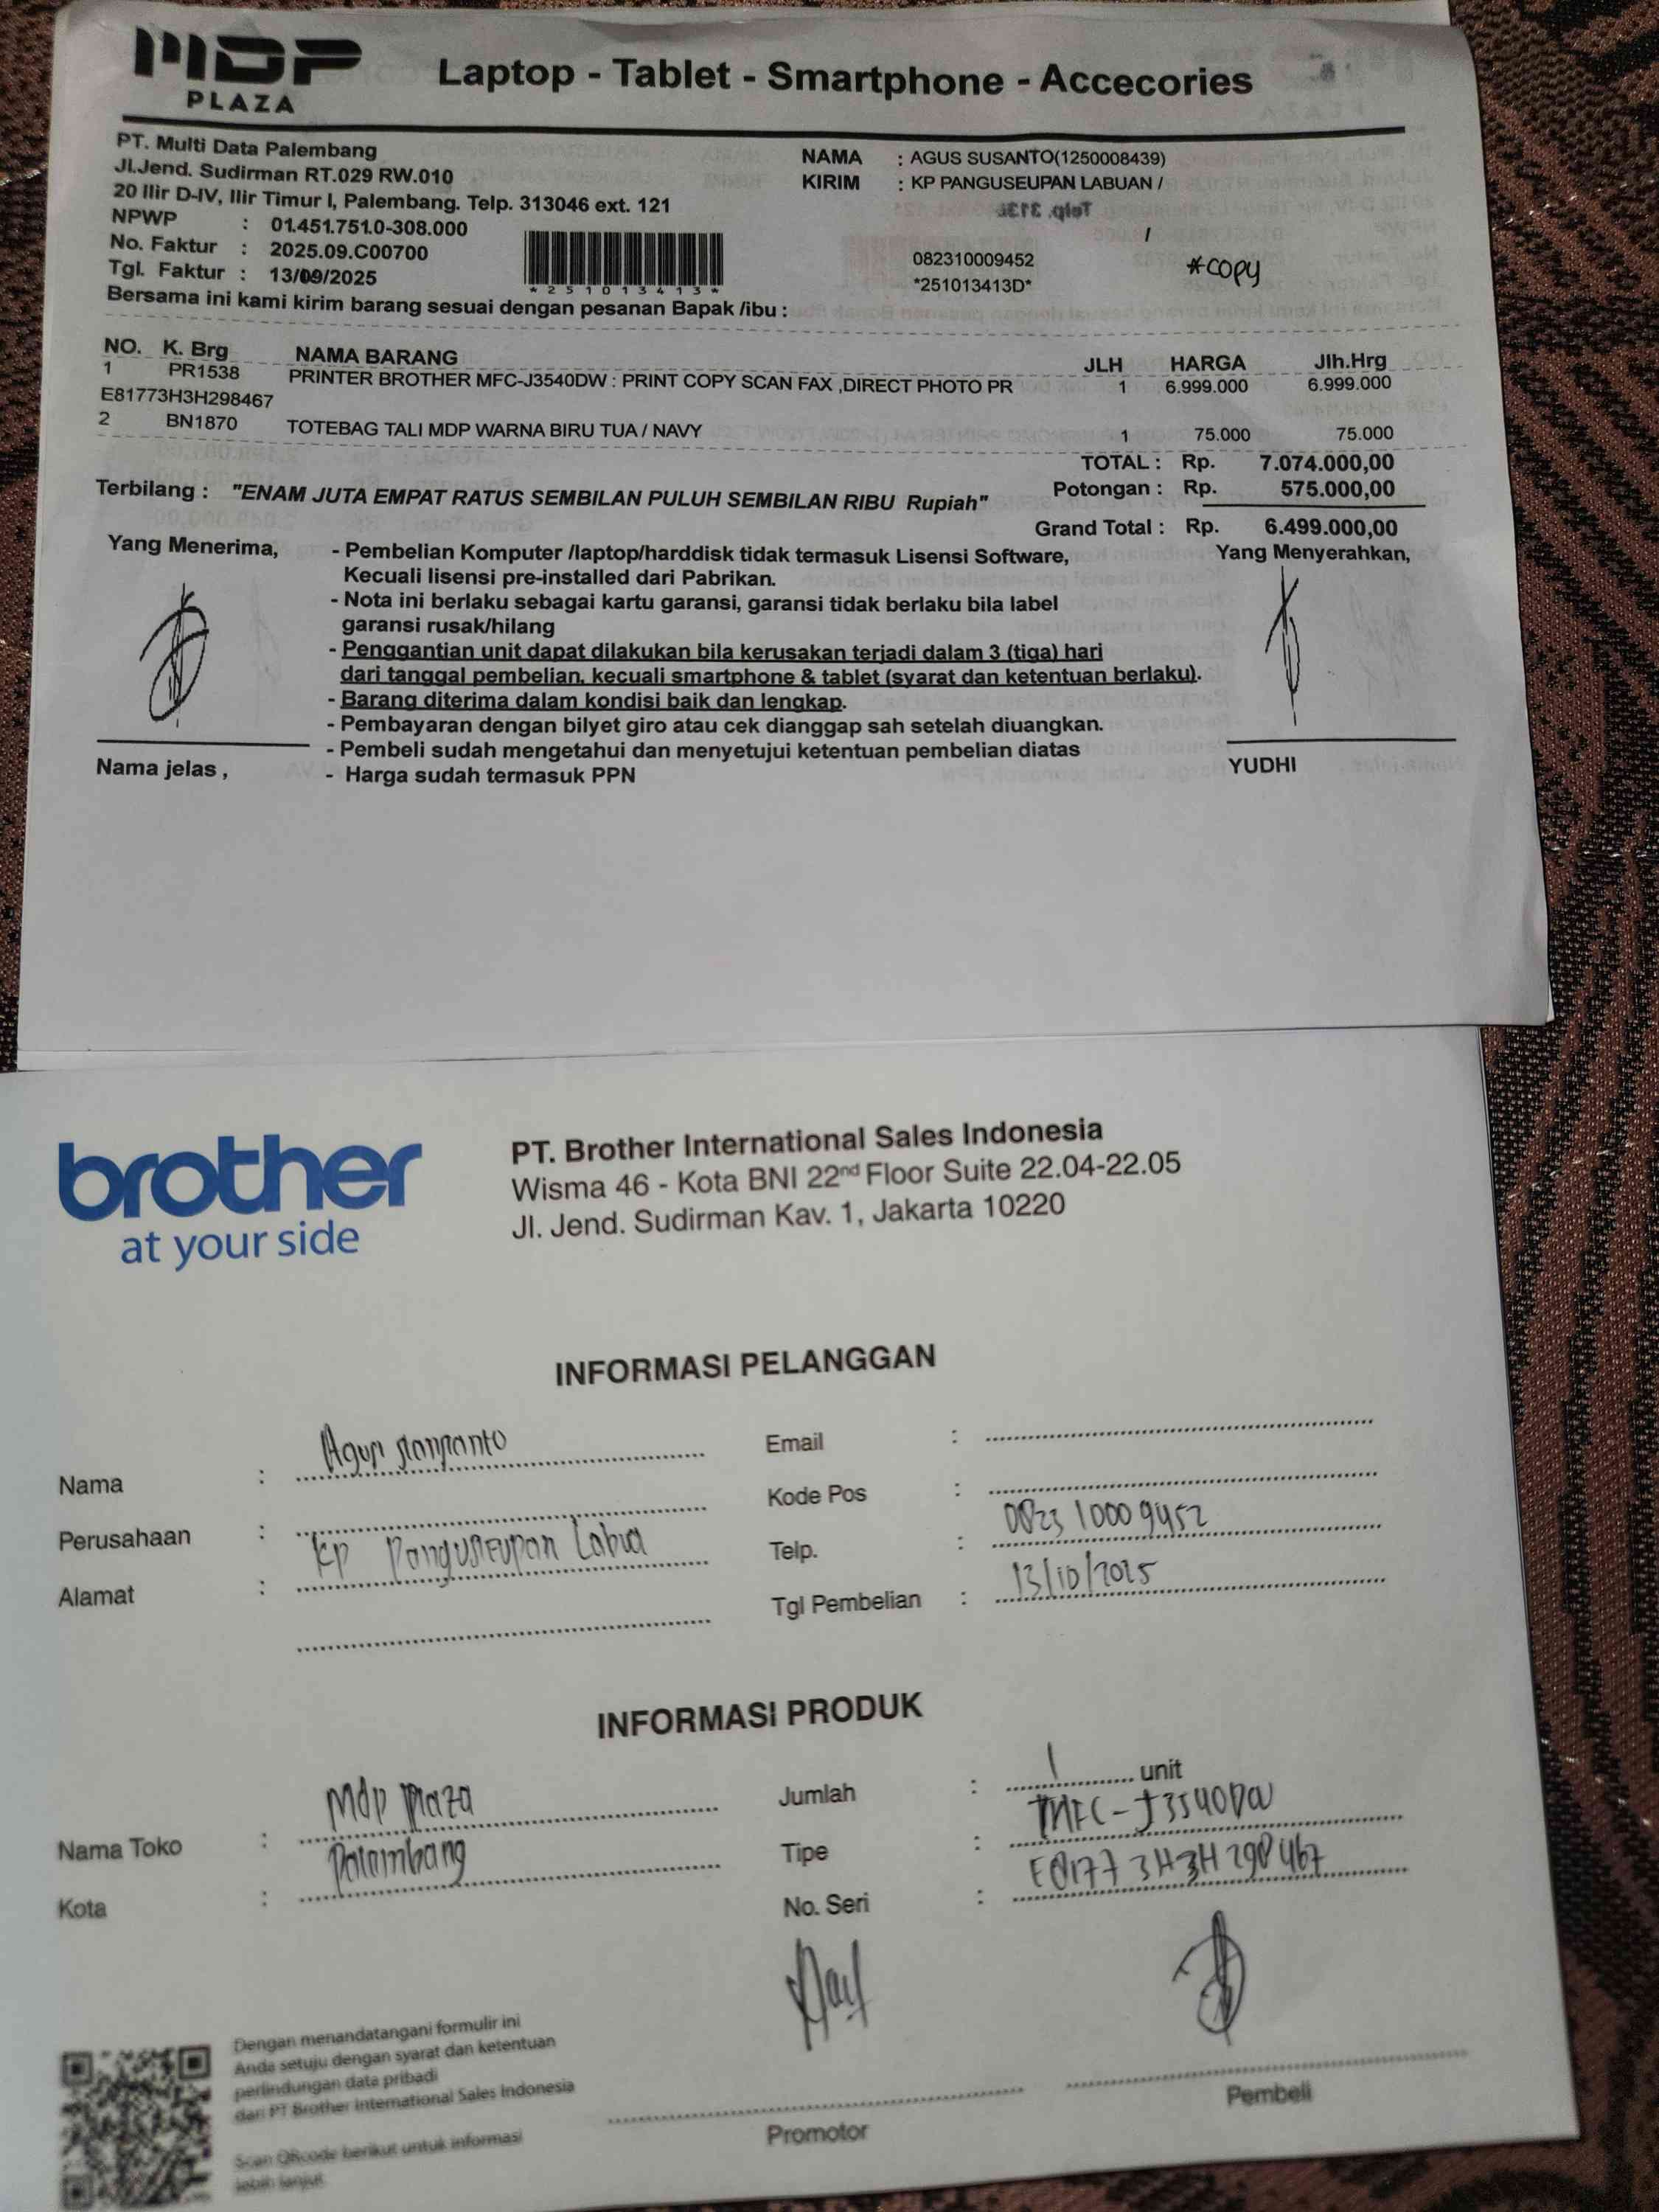 MDP
PLAZA
Laptop - Tablet - Smartphone - Accecories
PT. Multi Data Palembang
Jl.Jend. Sudirman RT.029 RW.010
20 Ilir D-IV, Ilir Timur I, Palembang. Telp. 313046 ext. 121
NPWP : 01.451.751.0-308.000
No. Faktur : 2025.09.C00700
Tgl. Faktur : 13/09/2025
*251013413*
NAMA : AGUS SUSANTO(1250008439)
KIRIM : KP PANGUSEUPAN LABUAN /
/
082310009452
*251013413D*
*copy
Bersama ini kami kirim barang sesuai dengan pesanan Bapak /ibu :
NO. K. Brg NAMA BARANG JLH HARGA Jlh.Hrg
1 PR1538 PRINTER BROTHER MFC-J3540DW : PRINT COPY SCAN FAX ,DIRECT PHOTO PR 1 6.999.000 6.999.000
E81773H3H298467
2 BN1870 TOTEBAG TALI MDP WARNA BIRU TUA / NAVY 1 75.000 75.000
TOTAL : Rp. 7.074.000,00
Terbilang : "ENAM JUTA EMPAT RATUS SEMBILAN PULUH SEMBILAN RIBU Rupiah"
Potongan : Rp. 575.000,00
Grand Total : Rp. 6.499.000,00
Yang Menerima,
- Pembelian Komputer /laptop/harddisk tidak termasuk Lisensi Software,
Kecuali lisensi pre-installed dari Pabrikan.
- Nota ini berlaku sebagai kartu garansi, garansi tidak berlaku bila label
garansi rusak/hilang
- Penggantian unit dapat dilakukan bila kerusakan terjadi dalam 3 (tiga) hari
dari tanggal pembelian, kecuali smartphone & tablet (syarat dan ketentuan berlaku).
- Barang diterima dalam kondisi baik dan lengkap.
- Pembayaran dengan bilyet giro atau cek dianggap sah setelah diuangkan.
- Pembeli sudah mengetahui dan menyetujui ketentuan pembelian diatas
- Harga sudah termasuk PPN
Yang Menyerahkan,
Nama jelas ,
YUDHI
brother
at your side
PT. Brother International Sales Indonesia
Wisma 46 - Kota BNI 22nd Floor Suite 22.04-22.05
Jl. Jend. Sudirman Kav. 1, Jakarta 10220
INFORMASI PELANGGAN
Nama : Agus
Perusahaan :
Alamat : Kp Panguseupan Labua
Email :
Kode Pos :
Telp. : 0823 1000 9452
Tgl Pembelian : 13/10/2025
INFORMASI PRODUK
Nama Toko : Mdp Plaza
Kota : Palembang
Jumlah : 1 unit
Tipe : MFC-J3540DW
No. Seri : E81773H3H298467
Dengan menandatangani formulir ini
Anda setuju dengan syarat dan ketentuan
perlindungan data pribadi
dari PT Brother International Sales Indonesia
Scan QRcode berikut untuk informasi
lebih lanjut
Promotor
Pembeli